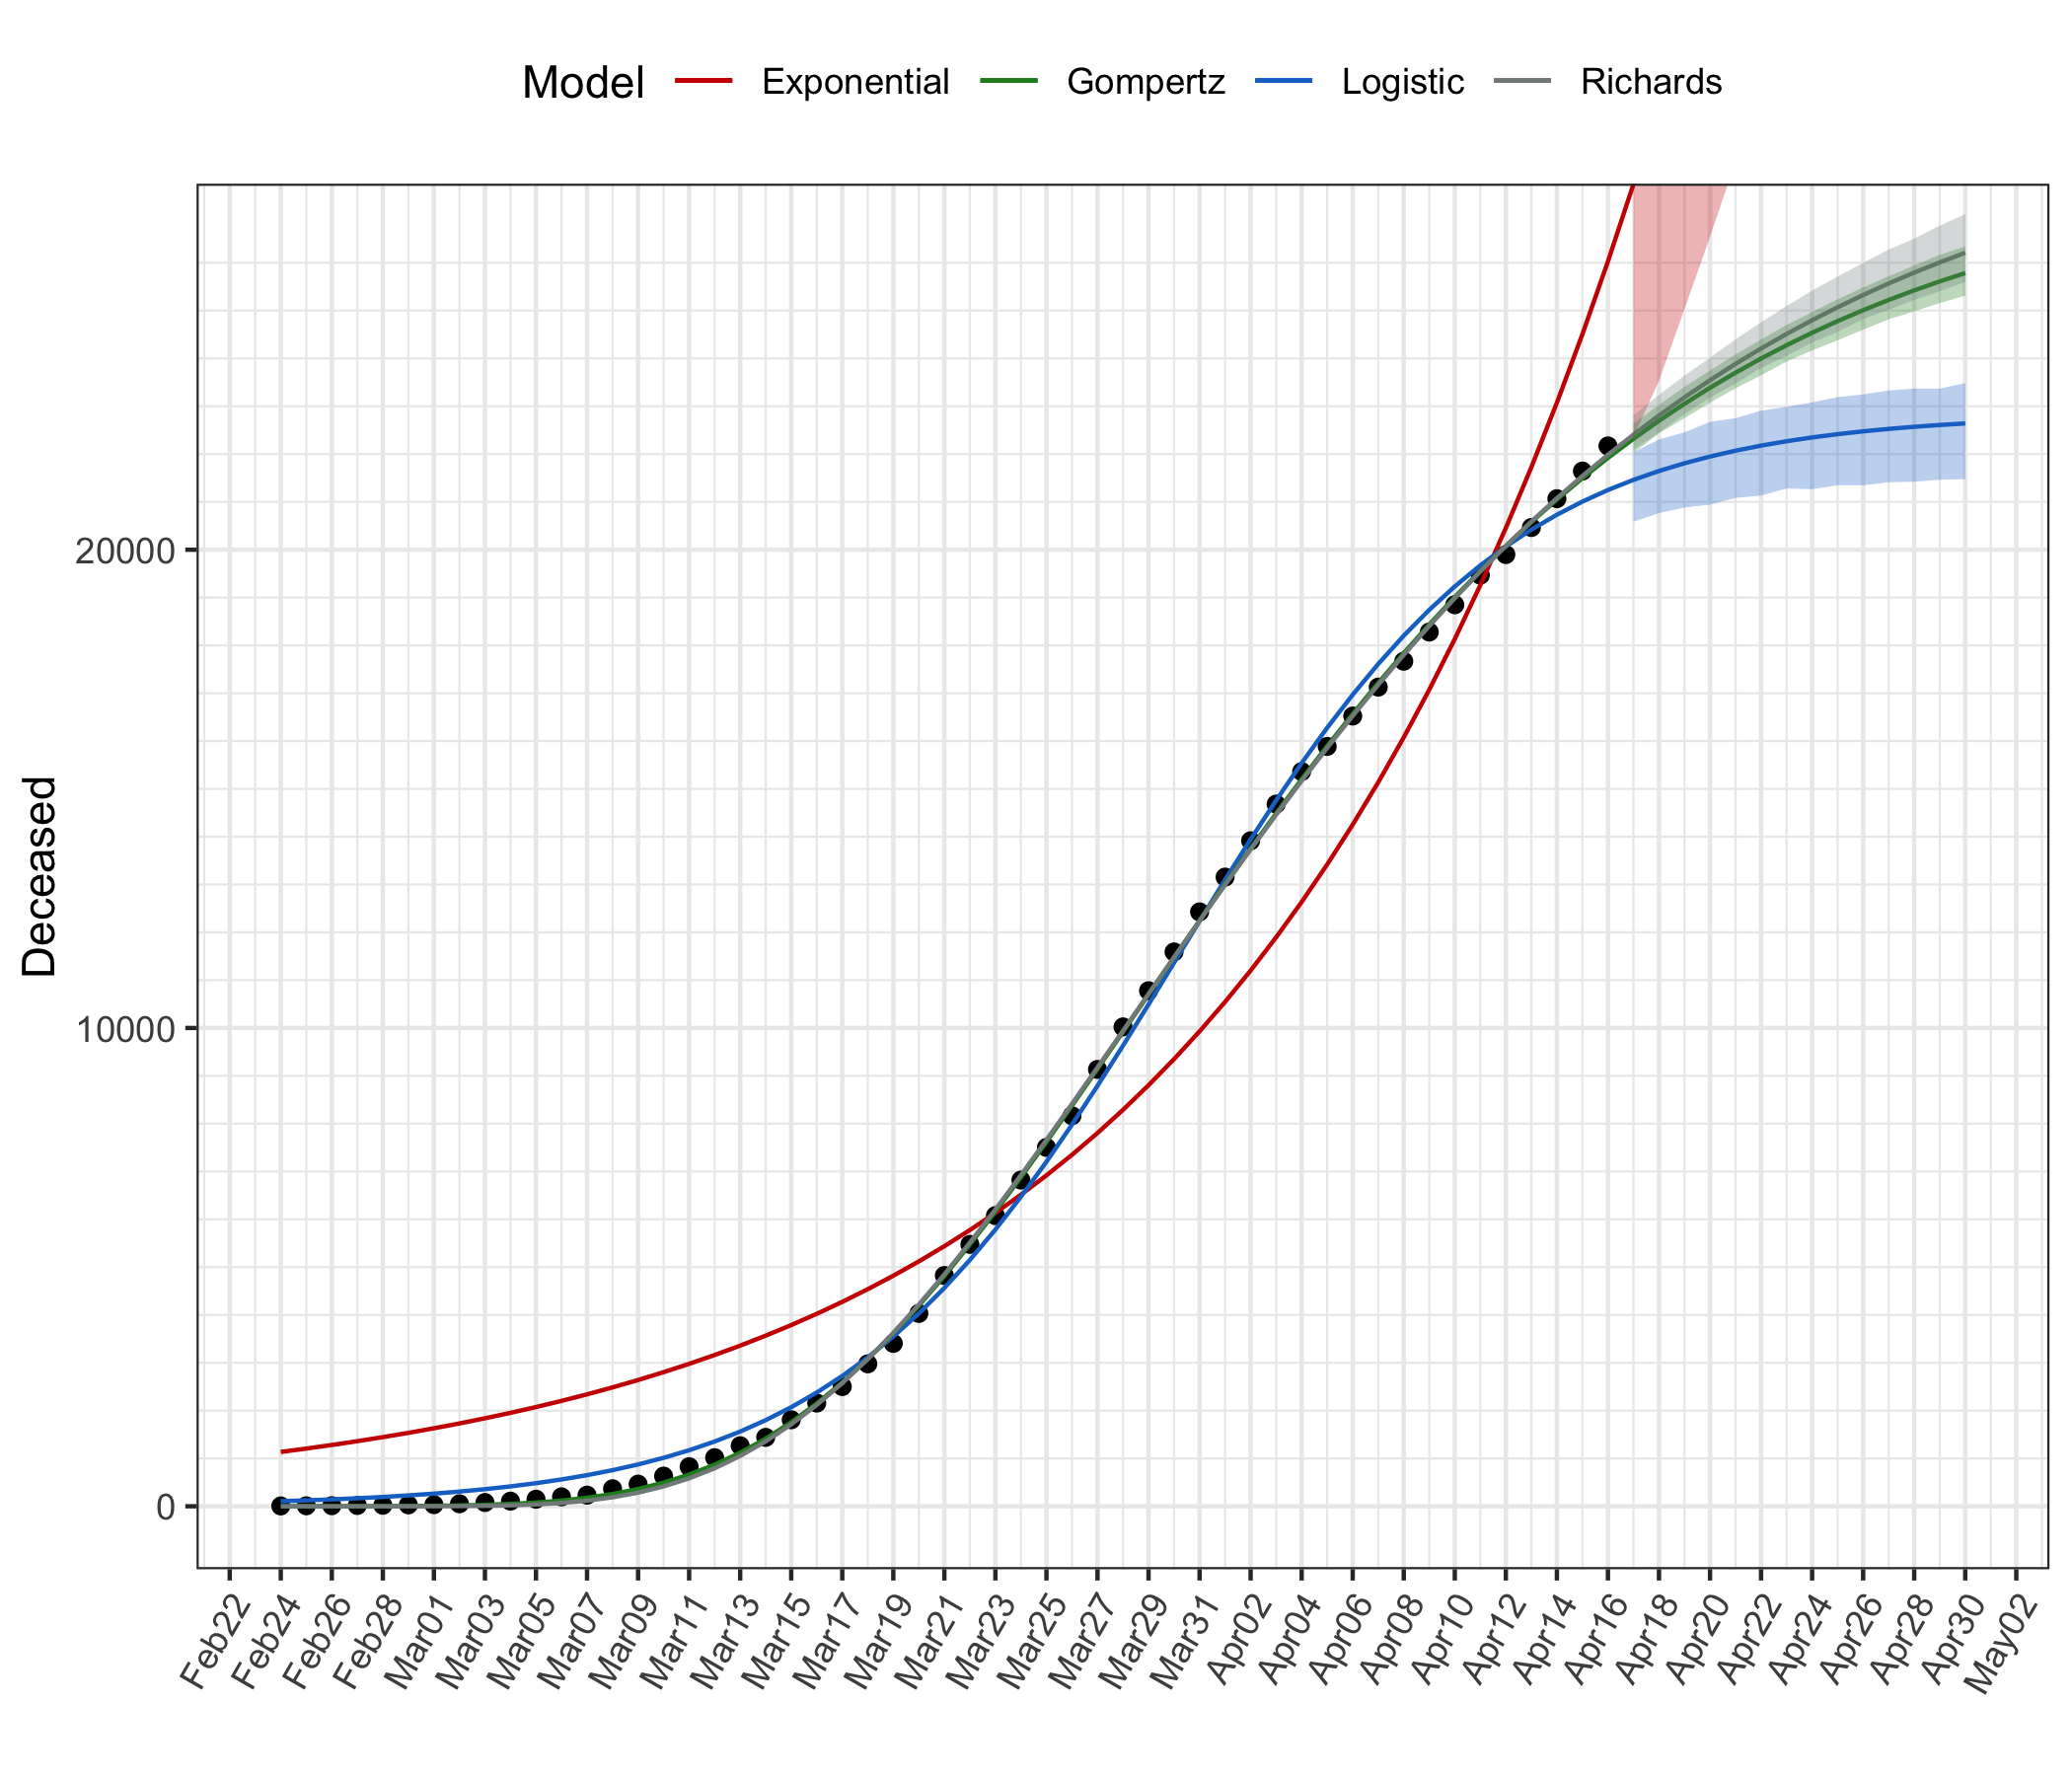 Model Exponential Gompertz Logistic Richards
Deceased
20000
10000
0
Feb22 Feb24 Feb26 Feb28 Mar01 Mar03 Mar05 Mar07 Mar09 Mar11 Mar13 Mar15 Mar17 Mar19 Mar21 Mar23 Mar25 Mar27 Mar29 Mar31 Apr02 Apr04 Apr06 Apr08 Apr10 Apr12 Apr14 Apr16 Apr18 Apr20 Apr22 Apr24 Apr26 Apr28 Apr30 May02